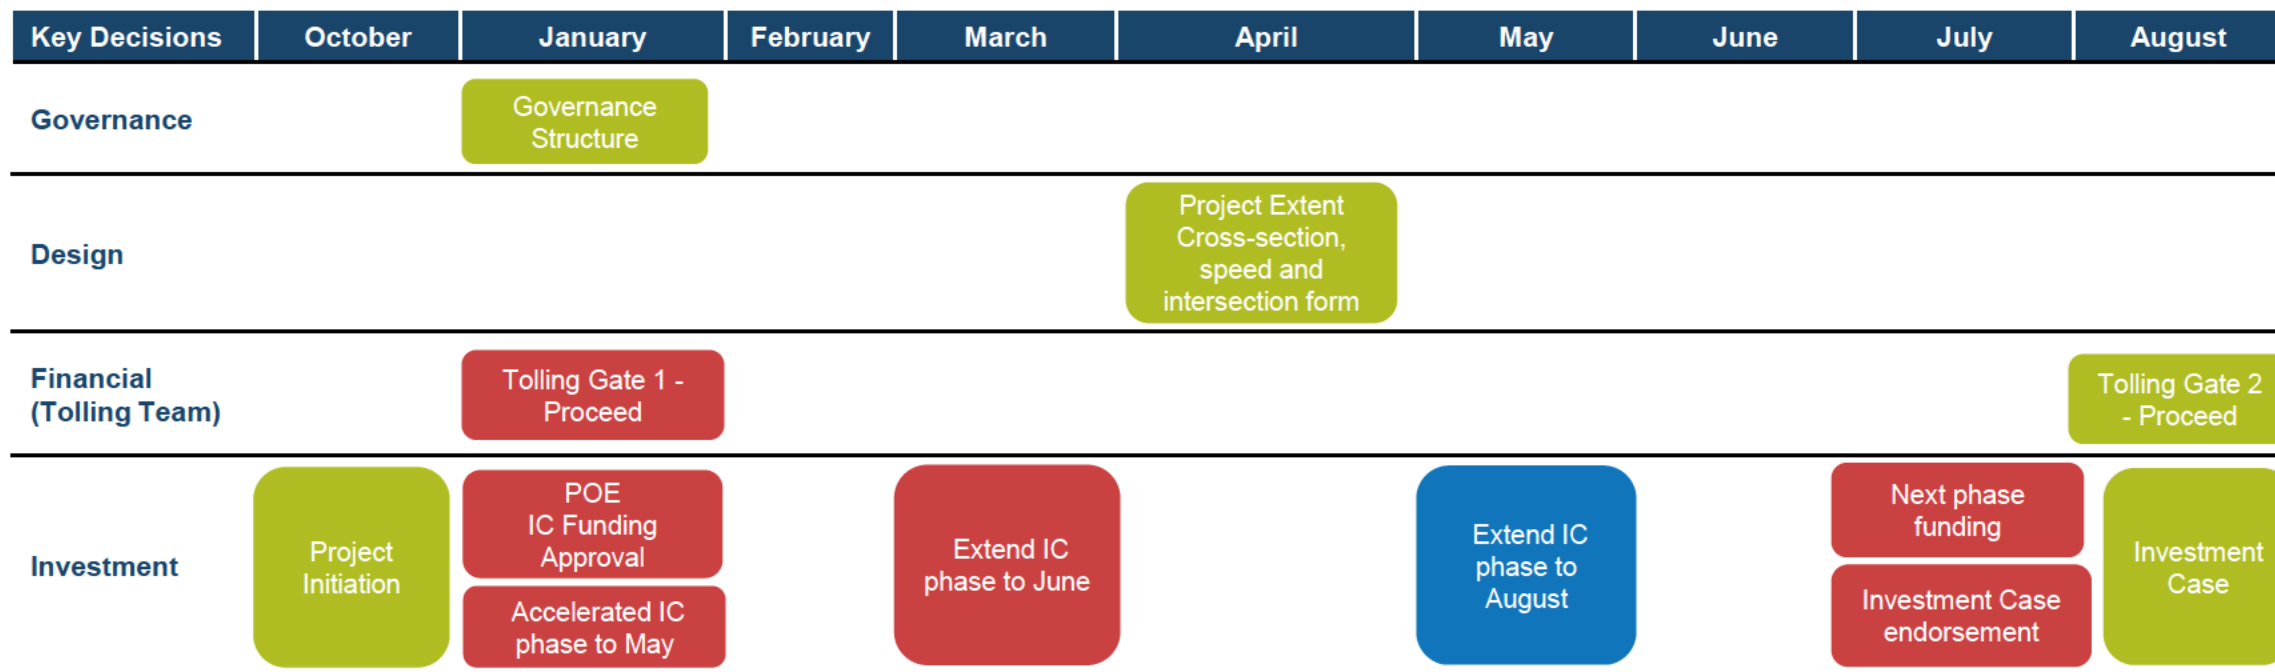 Key Decisions October January February March April May June July August
Governance
Governance
Structure
Design
Project Extent
Cross-section,
speed and
intersection form
Financial
(Tolling Team)
Tolling Gate 1 -
Proceed
Tolling Gate 2
- Proceed
Investment
Project
Initiation
POE
IC Funding
Approval
Accelerated IC
phase to May
Extend IC
phase to June
Extend IC
phase to
August
Next phase
funding
Investment Case
endorsement
Investment
Case